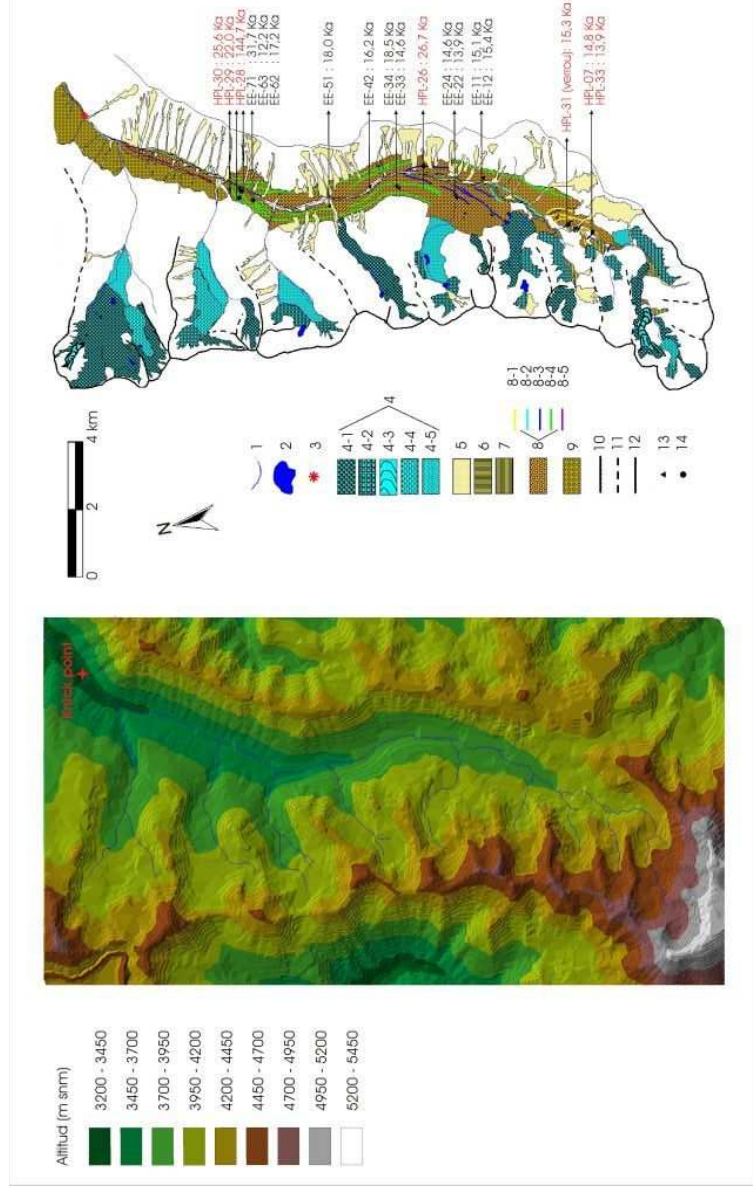 Altitud (m snm)
3200 - 3450
3450 - 3700
3700 - 3950
3950 - 4200
4200 - 4450
4450 - 4700
4700 - 4950
4950 - 5200
5200 - 5450
Knick point
0 2 4 km
N
1
2
3
4
4-1
4-2
4-3
4-4
4-5
5
6
7
8
8-1
8-2
8-3
8-4
8-5
9
10
11
12
13
14
HPL-30 : 25,6 Ka
HPL-29 : 22,0 Ka
HPL-28 : 144,7 Ka
EE-71 : 31,7 Ka
EE-63 : 12,2 Ka
EE-62 : 17,2 Ka
EE-51 : 18,0 Ka
EE-42 : 16,2 Ka
EE-34 : 18,5 Ka
EE-33 : 14,6 Ka
HPL-26 : 26,7 Ka
EE-24 : 14,6 Ka
EE-22 : 13,9 Ka
EE-11 : 15,1 Ka
EE-12 : 15,4 Ka
HPL-31 (verrou): 15,3 Ka
HPL-07 : 14,8 Ka
HPL-33 : 13,9 Ka